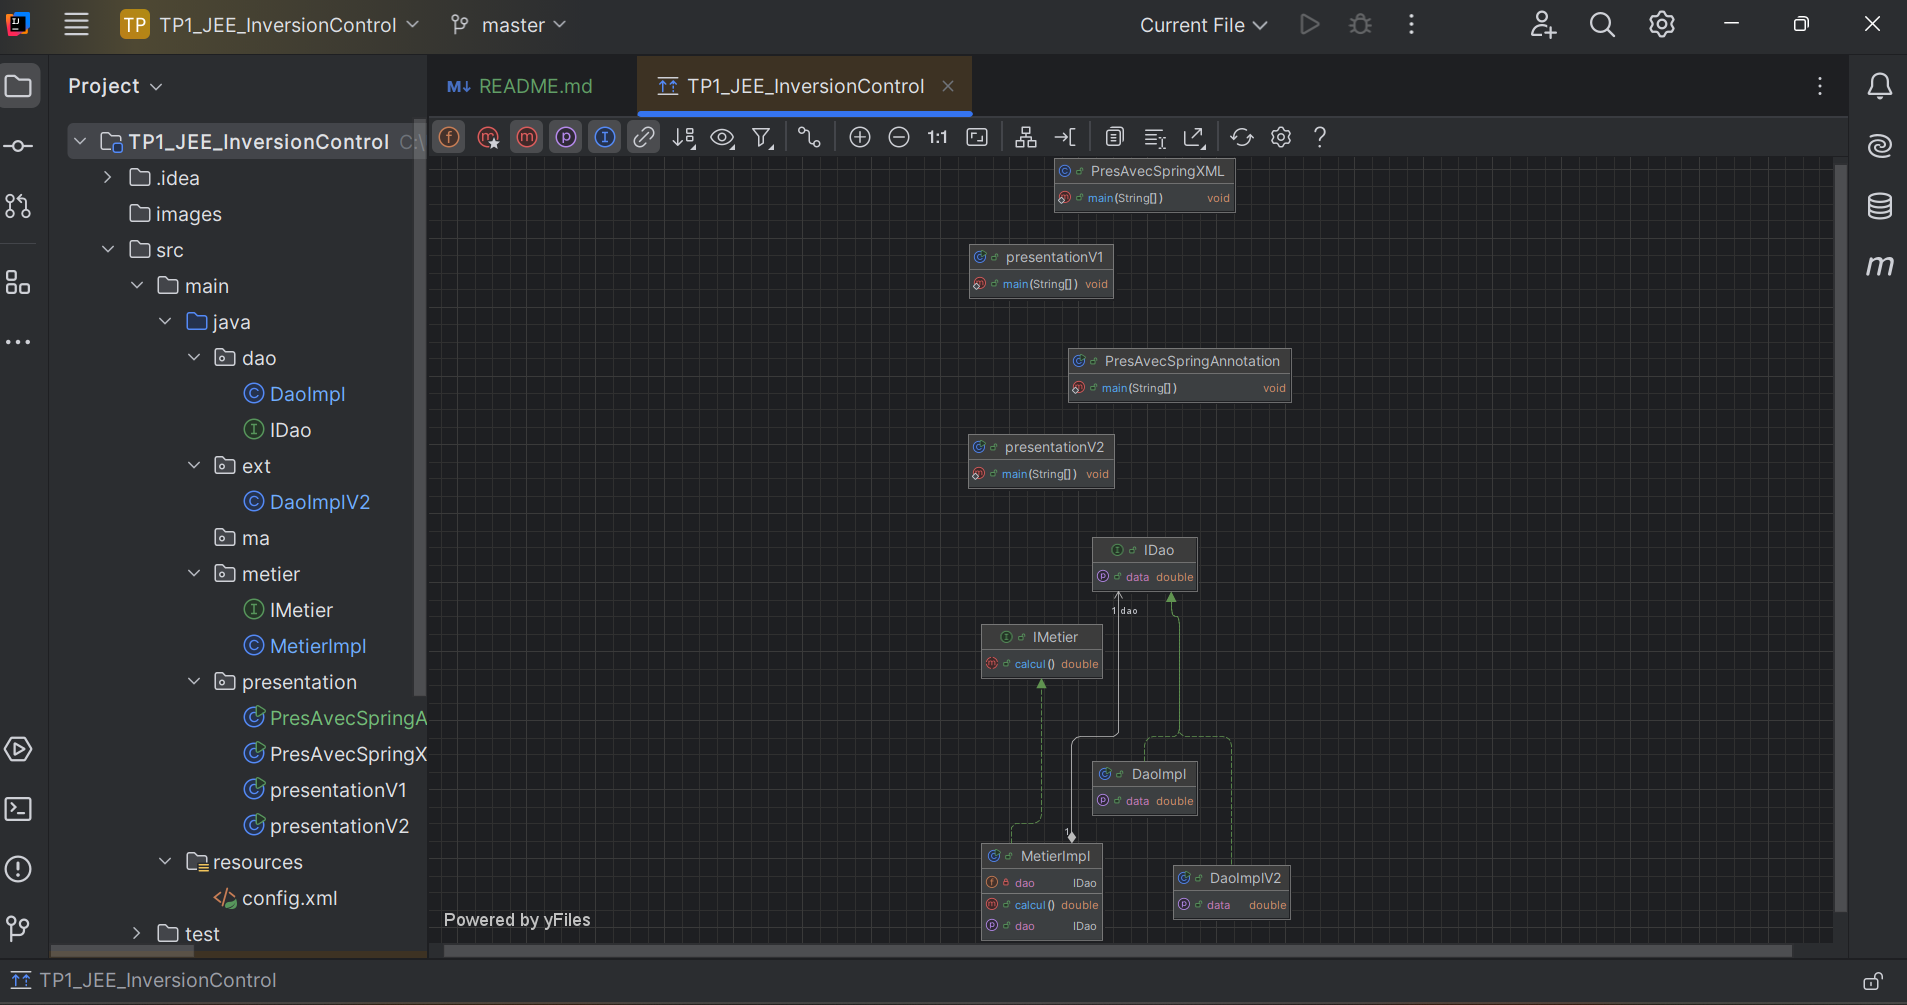 TP TP1_JEE_InversionControl master Current File
Project
README.md
TP1_JEE_InversionControl
TP1_JEE_InversionControl C:\
.idea
images
src
main
java
dao
DaoImpl
IDao
ext
DaoImplV2
ma
metier
IMetier
MetierImpl
presentation
PresAvecSpringA
PresAvecSpringX
presentationV1
presentationV2
resources
config.xml
test
1:1
PresAvecSpringXML
main(String[]) void
presentationV1
main(String[]) void
PresAvecSpringAnnotation
main(String[]) void
presentationV2
main(String[]) void
IDao
data double
1 dao
IMetier
calcul() double
DaoImpl
data double
1
MetierImpl
dao IDao
calcul() double
dao IDao
DaoImplV2
data double
Powered by yFiles
TP1_JEE_InversionControl